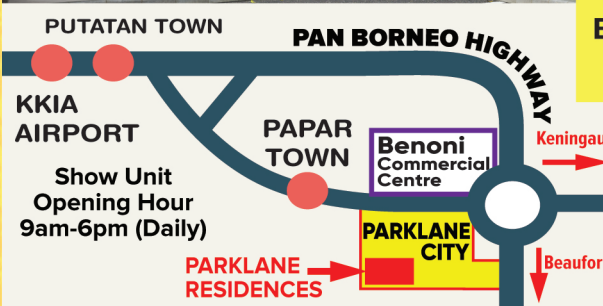 PUTATAN TOWN
PAN BORNEO HIGHWAY
KKIA
AIRPORT
PAPAR
TOWN
Benoni
Commercial
Centre
Keningau
Show Unit
Opening Hour
9am-6pm (Daily)
PARKLANE
CITY
PARKLANE
RESIDENCES